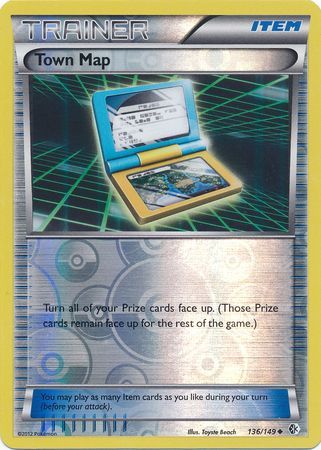 TRAINER
ITEM
Town Map
Turn all of your Prize cards face up. (Those Prize
cards remain face up for the rest of the game.)
You may play as many Item cards as you like during your turn
(before your attack).
©2012 Pokémon
Illus. Toyste Beach
136/149